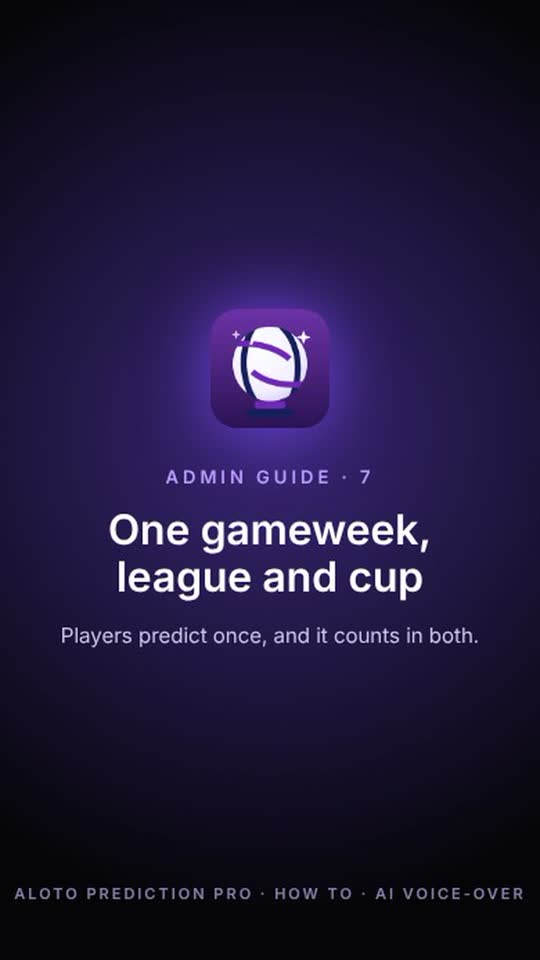 ADMIN GUIDE · 7
One gameweek,
league and cup
Players predict once, and it counts in both.
ALOTO PREDICTION PRO · HOW TO · AI VOICE-OVER